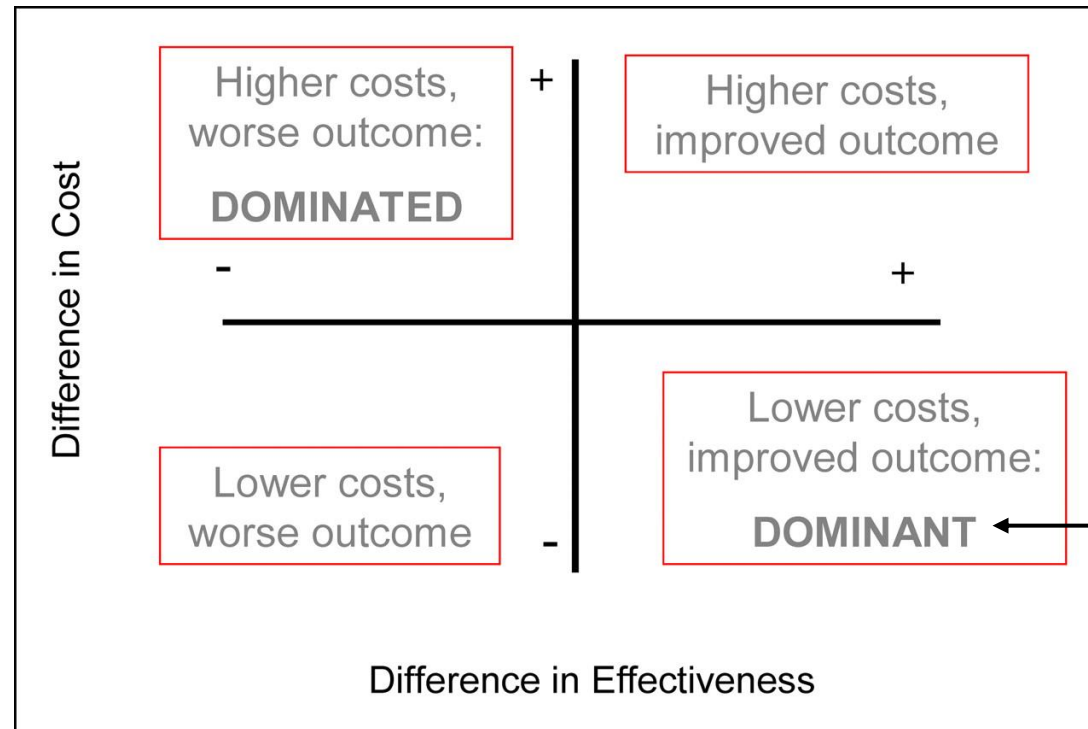 Higher costs,
worse outcome:
DOMINATED
+
Higher costs,
improved outcome
Difference in Cost
-
+
Lower costs,
worse outcome
-
Lower costs,
improved outcome:
DOMINANT
Difference in Effectiveness